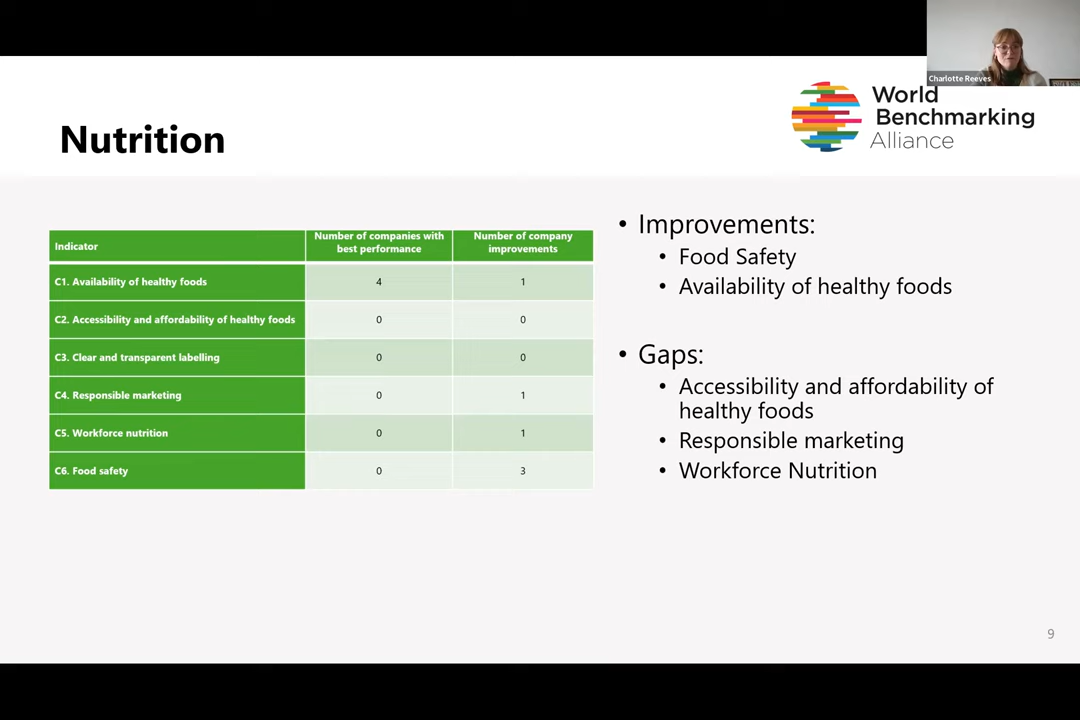 Charlotte Reeves
World
Benchmarking
Alliance
Nutrition
Indicator
Number of companies with
best performance
Number of company
improvements
C1. Availability of healthy foods 4 1
C2. Accessibility and affordability of healthy foods 0 0
C3. Clear and transparent labelling 0 0
C4. Responsible marketing 0 1
C5. Workforce nutrition 0 1
C6. Food safety 0 3
• Improvements:
• Food Safety
• Availability of healthy foods
• Gaps:
• Accessibility and affordability of
healthy foods
• Responsible marketing
• Workforce Nutrition
9